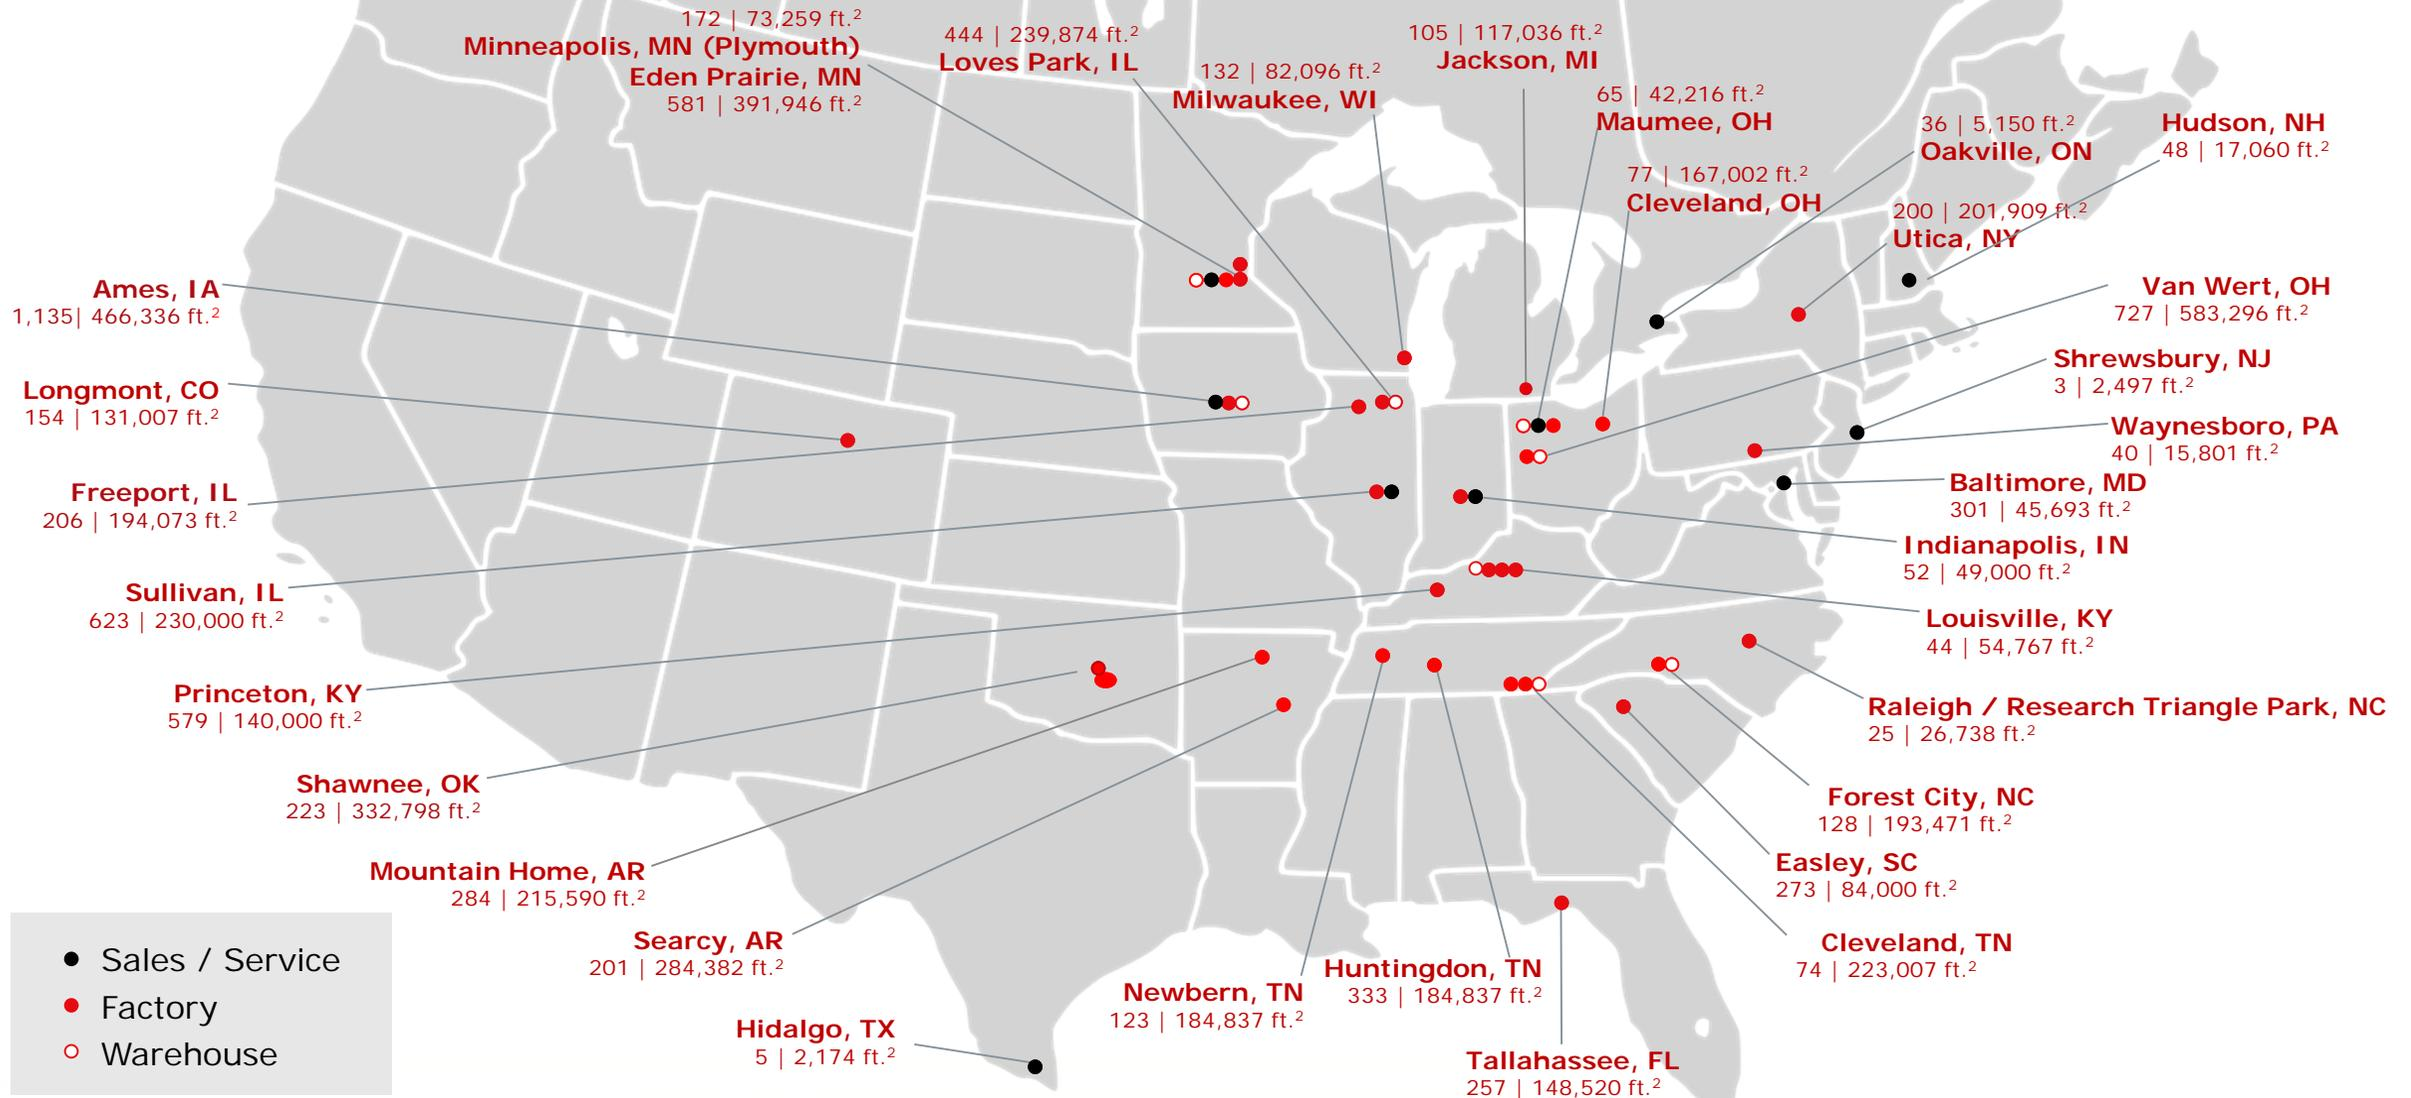 172 | 73,259 ft.²
Minneapolis, MN (Plymouth)
Eden Prairie, MN
581 | 391,946 ft.²
444 | 239,874 ft.²
Loves Park, IL
132 | 82,096 ft.²
Milwaukee, WI
105 | 117,036 ft.²
Jackson, MI
65 | 42,216 ft.²
Maumee, OH
77 | 167,002 ft.²
Cleveland, OH
36 | 5,150 ft.²
Oakville, ON
Hudson, NH
48 | 17,060 ft.²
200 | 201,909 ft.²
Utica, NY
Van Wert, OH
727 | 583,296 ft.²
Shrewsbury, NJ
3 | 2,497 ft.²
Waynesboro, PA
40 | 15,801 ft.²
Baltimore, MD
301 | 45,693 ft.²
Indianapolis, IN
52 | 49,000 ft.²
Louisville, KY
44 | 54,767 ft.²
Raleigh / Research Triangle Park, NC
25 | 26,738 ft.²
Forest City, NC
128 | 193,471 ft.²
Easley, SC
273 | 84,000 ft.²
Cleveland, TN
74 | 223,007 ft.²
Ames, IA
1,135| 466,336 ft.²
Longmont, CO
154 | 131,007 ft.²
Freeport, IL
206 | 194,073 ft.²
Sullivan, IL
623 | 230,000 ft.²
Princeton, KY
579 | 140,000 ft.²
Shawnee, OK
223 | 332,798 ft.²
Mountain Home, AR
284 | 215,590 ft.²
Searcy, AR
201 | 284,382 ft.²
Hidalgo, TX
5 | 2,174 ft.²
Newbern, TN
123 | 184,837 ft.²
Huntingdon, TN
333 | 184,837 ft.²
Tallahassee, FL
257 | 148,520 ft.²
Sales / Service
Factory
Warehouse